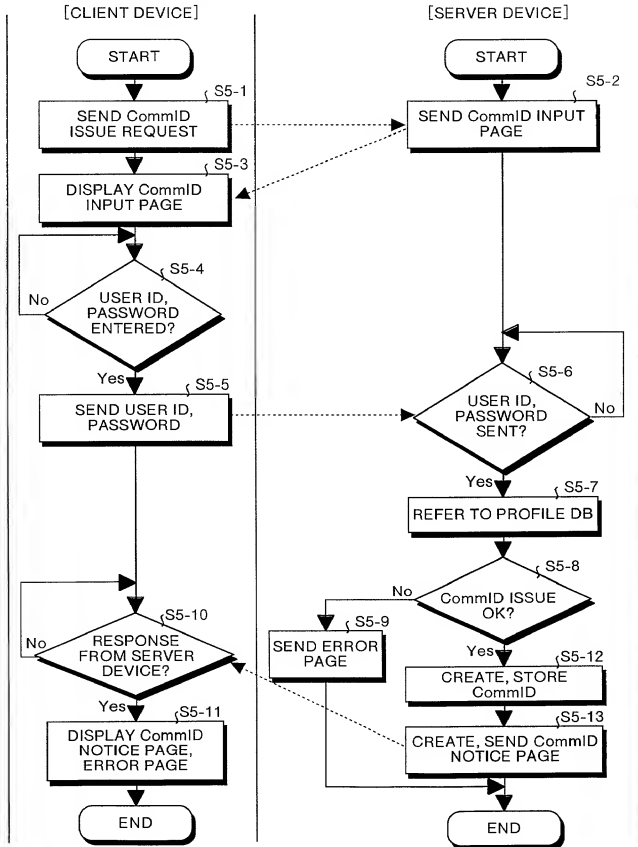 [CLIENT DEVICE]
[SERVER DEVICE]
START
START
S5-1
SEND CommID
ISSUE REQUEST
S5-2
SEND CommID INPUT
PAGE
S5-3
DISPLAY CommID
INPUT PAGE
S5-4
USER ID,
PASSWORD
ENTERED?
No
Yes
S5-5
SEND USER ID,
PASSWORD
S5-6
USER ID,
PASSWORD
SENT?
No
Yes
S5-7
REFER TO PROFILE DB
S5-8
CommID ISSUE
OK?
No
Yes
S5-9
SEND ERROR
PAGE
S5-10
RESPONSE
FROM SERVER
DEVICE?
No
Yes
S5-12
CREATE, STORE
CommID
S5-11
DISPLAY CommID
NOTICE PAGE,
ERROR PAGE
S5-13
CREATE, SEND CommID
NOTICE PAGE
END
END